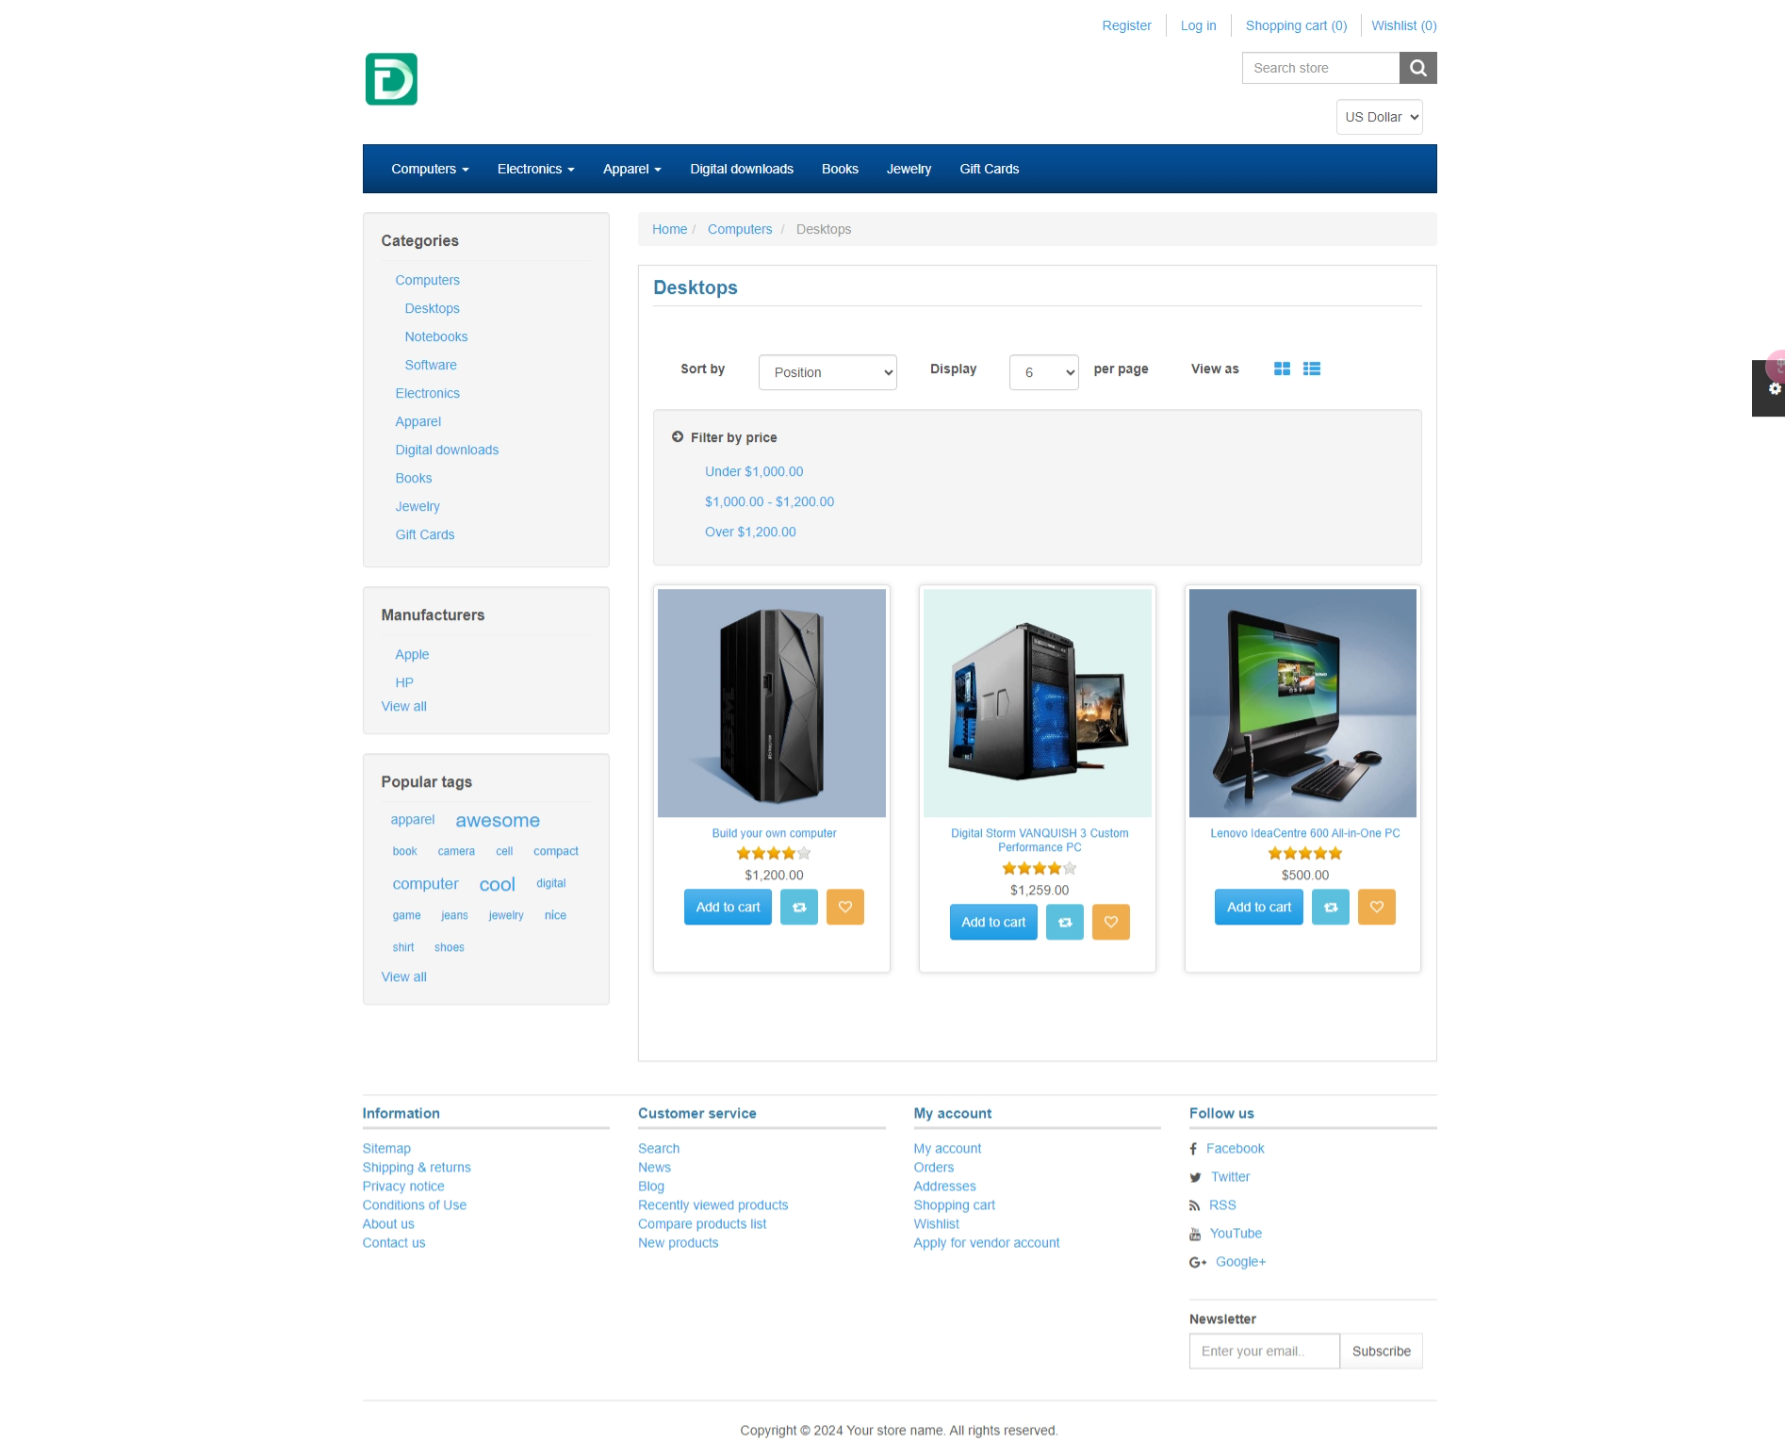 Register
Log in
Shopping cart (0)
Wishlist (0)
Search store
US Dollar
Computers
Electronics
Apparel
Digital downloads
Books
Jewelry
Gift Cards
Categories
Computers
Desktops
Notebooks
Software
Electronics
Apparel
Digital downloads
Books
Jewelry
Gift Cards
Manufacturers
Apple
HP
View all
Popular tags
apparel awesome
book camera cell compact
computer cool digital
game jeans jewelry nice
shirt shoes
View all
Home / Computers / Desktops
Desktops
Sort by Position Display 6 per page View as
Filter by price
Under $1,000.00
$1,000.00 - $1,200.00
Over $1,200.00
Build your own computer
$1,200.00
Add to cart
Digital Storm VANQUISH 3 Custom
Performance PC
$1,259.00
Add to cart
Lenovo IdeaCentre 600 All-in-One PC
$500.00
Add to cart
Information
Sitemap
Shipping & returns
Privacy notice
Conditions of Use
About us
Contact us
Customer service
Search
News
Blog
Recently viewed products
Compare products list
New products
My account
My account
Orders
Addresses
Shopping cart
Wishlist
Apply for vendor account
Follow us
Facebook
Twitter
RSS
YouTube
Google+
Newsletter
Enter your email..
Subscribe
Copyright © 2024 Your store name. All rights reserved.